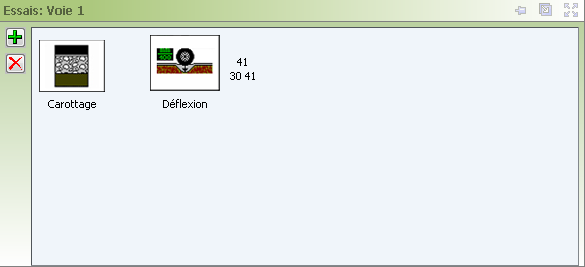 Essais: Voie 1
41
30 41
Carottage
Déflexion